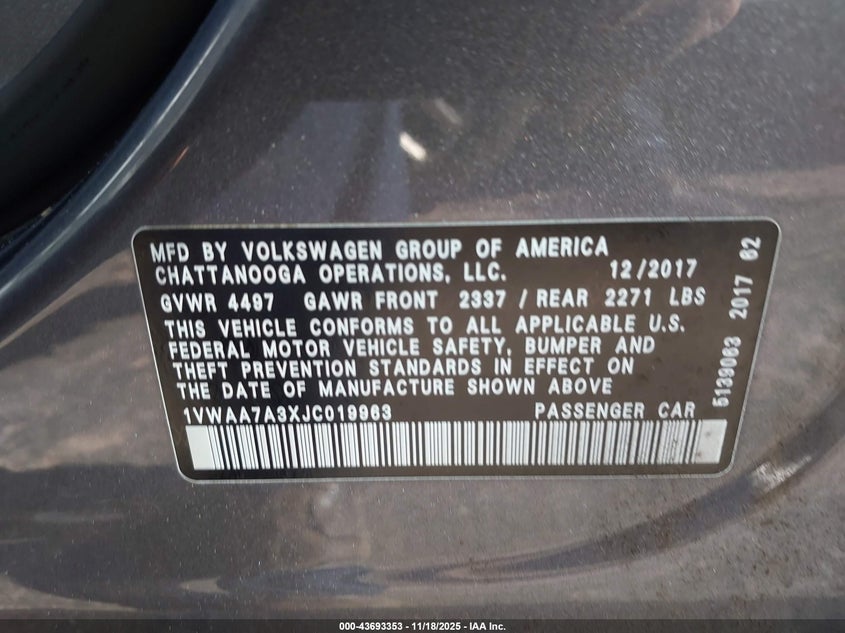 MFD BY VOLKSWAGEN GROUP OF AMERICA
CHATTANOOGA OPERATIONS, LLC. 12/2017
GVWR 4497 GAWR FRONT 2337 / REAR 2271 LBS
THIS VEHICLE CONFORMS TO ALL APPLICABLE U.S.
FEDERAL MOTOR VEHICLE SAFETY, BUMPER AND
THEFT PREVENTION STANDARDS IN EFFECT ON
THE DATE OF MANUFACTURE SHOWN ABOVE
1VWAA7A3XJC019963 PASSENGER CAR
5139063 2017 62
000-43693353 - 11/18/2025 - IAA Inc.